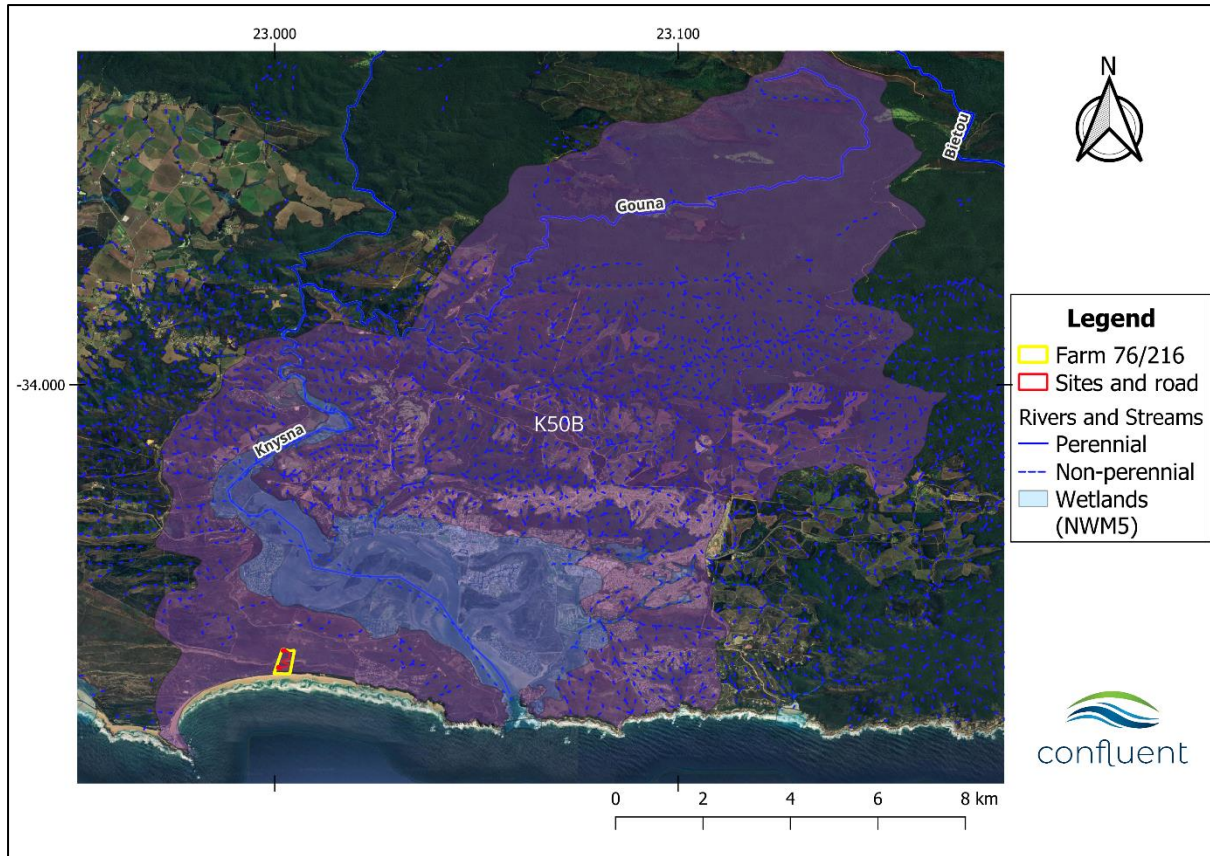 23.000
23.100
N
Bietou
Gouna
-34.000
K50B
Knysna
Legend
Farm 76/216
Sites and road
Rivers and Streams
Perennial
Non-perennial
Wetlands
(NWM5)
confluent
0 2 4 6 8 km